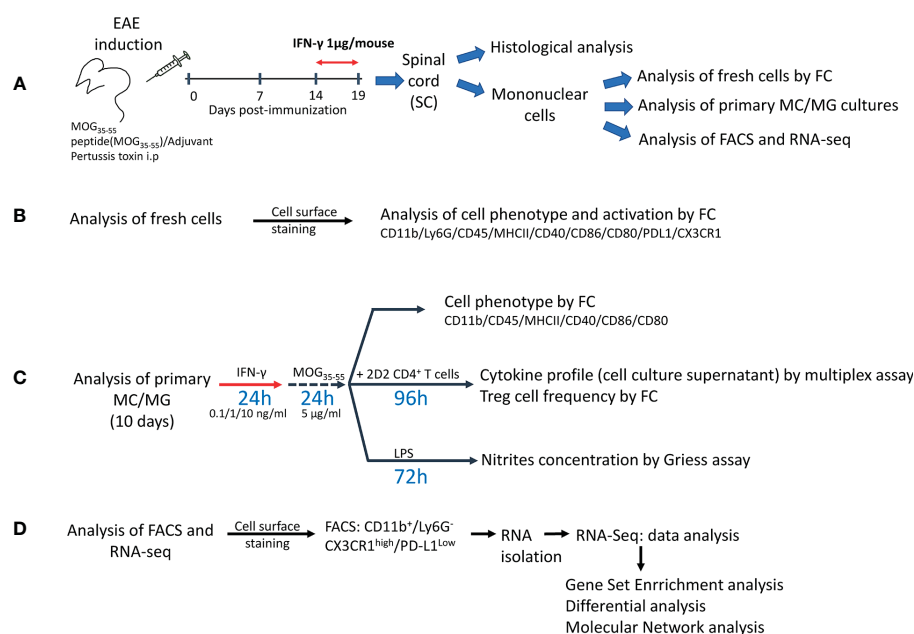 A
EAE
induction
MOG35-55
peptide(MOG35-55)/Adjuvant
Pertussis toxin i.p
IFN-γ 1μg/mouse
0 7 14 19
Days post-immunization
Spinal
cord
(SC)
Histological analysis
Mononuclear
cells
Analysis of fresh cells by FC
Analysis of primary MC/MG cultures
Analysis of FACS and RNA-seq
B
Analysis of fresh cells
Cell surface
staining
Analysis of cell phenotype and activation by FC
CD11b/Ly6G/CD45/MHCII/CD40/CD86/CD80/PDL1/CX3CR1
C
Analysis of primary
MC/MG
(10 days)
IFN-γ
24h
0.1/1/10 ng/ml
MOG35-55
24h
5 μg/ml
Cell phenotype by FC
CD11b/CD45/MHCII/CD40/CD86/CD80
+ 2D2 CD4+ T cells
96h
Cytokine profile (cell culture supernatant) by multiplex assay
Treg cell frequency by FC
LPS
72h
Nitrites concentration by Griess assay
D
Analysis of FACS and
RNA-seq
Cell surface
staining
FACS: CD11b+/Ly6G-
CX3CR1high/PD-L1Low
RNA
isolation
RNA-Seq: data analysis
Gene Set Enrrichment analysis
Differential analysis
Molecular Network analysis